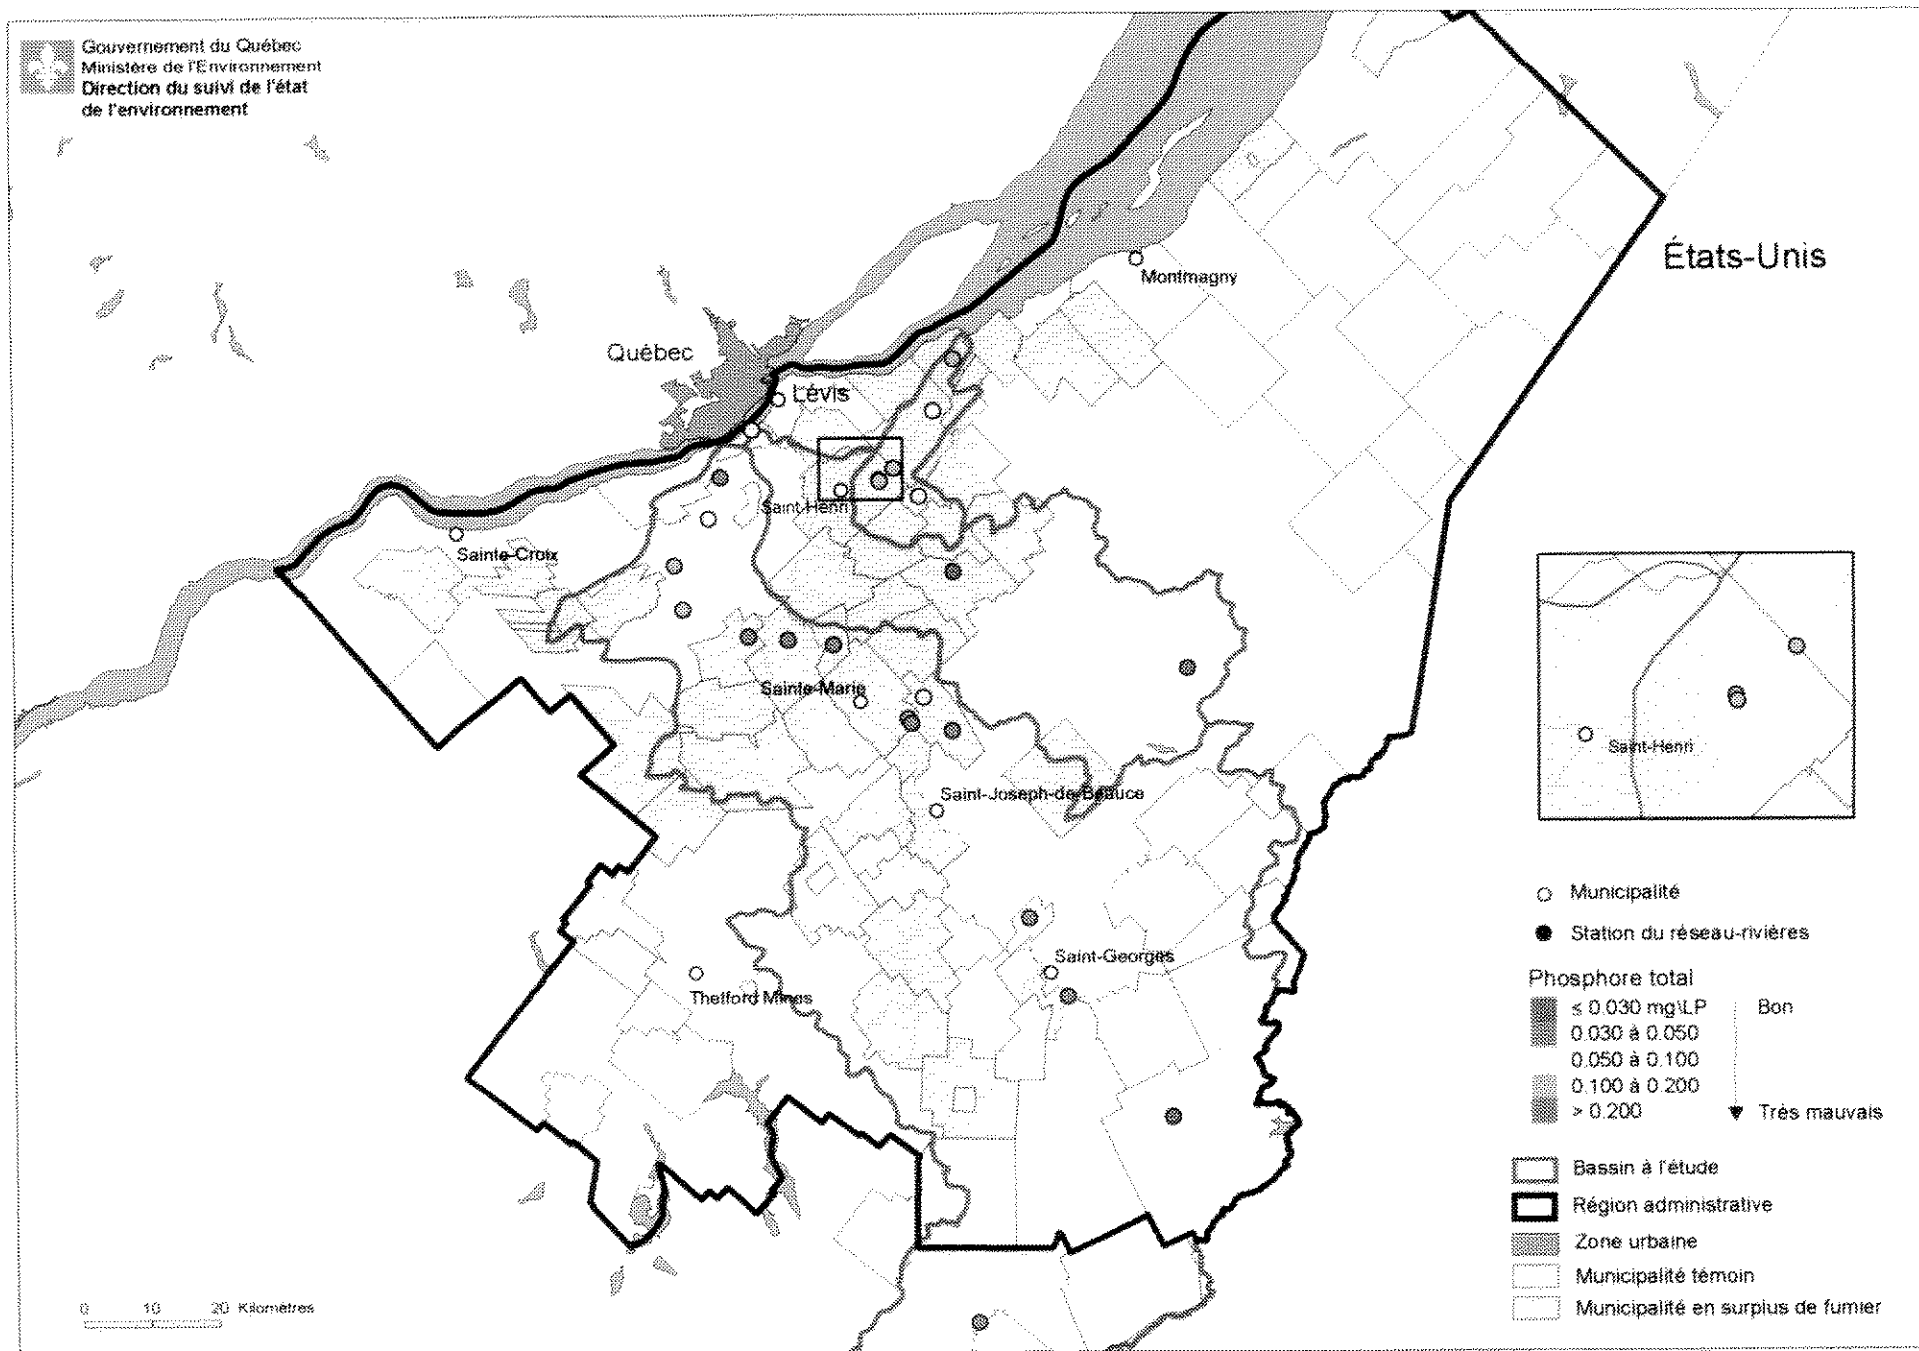 Gouvernement du Québec
Ministère de l'Environnement
Direction du suivi de l'état
de l'environnement
États-Unis
Montmagny
Québec
Lévis
Saint-Henri
Sainte-Croix
Sainte-Marie
Saint-Henri
Saint-Joseph-de-Beauce
Saint-Georges
Thetford Mines
Municipalité
Station du réseau-rivières
Phosphore total
≤ 0.030 mg\LP Bon
0.030 à 0.050
0.050 à 0.100
0.100 à 0.200
> 0.200 Très mauvais
Bassin à l'étude
Région administrative
Zone urbaine
Municipalité témoin
Municipalité en surplus de fumier
0 10 20 Kilomètres